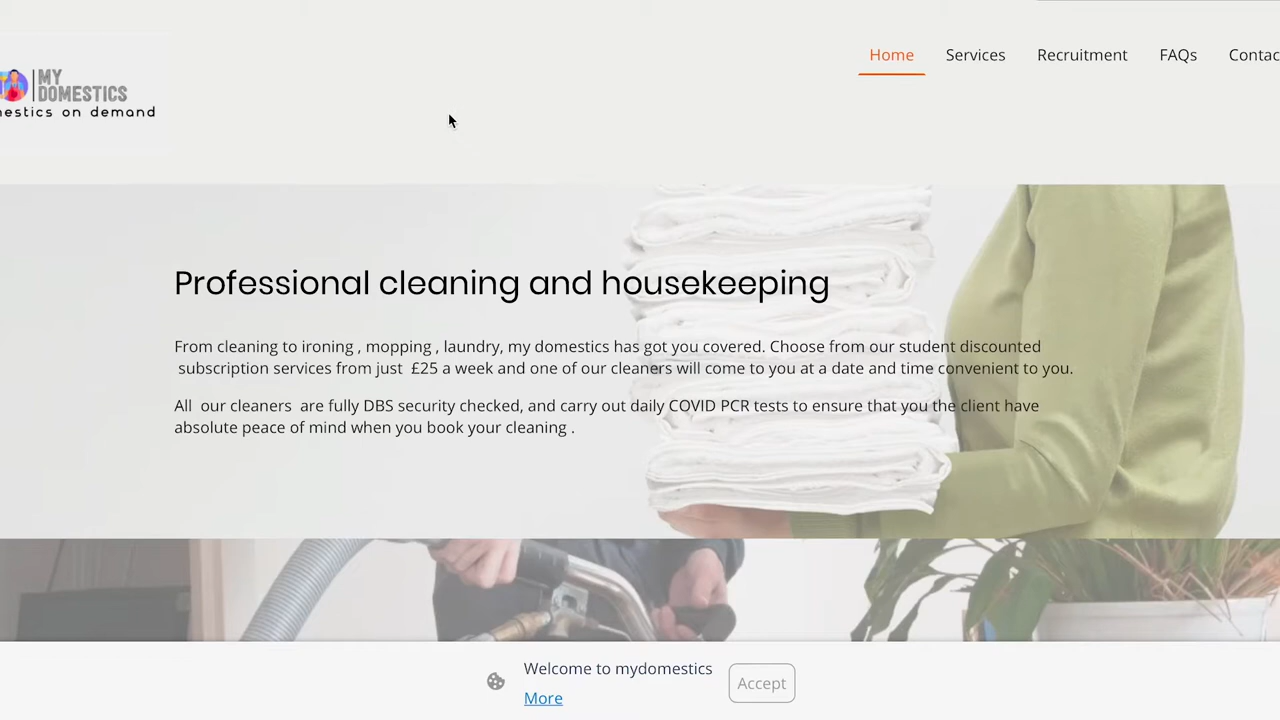 MY
DOMESTICS
nestics on demand
Home Services Recruitment FAQs Contac
Professional cleaning and housekeeping
From cleaning to ironing , mopping , laundry, my domestics has got you covered. Choose from our student discounted
subscription services from just £25 a week and one of our cleaners will come to you at a date and time convenient to you.
All our cleaners are fully DBS security checked, and carry out daily COVID PCR tests to ensure that you the client have
absolute peace of mind when you book your cleaning .
Welcome to mydomestics
More
Accept